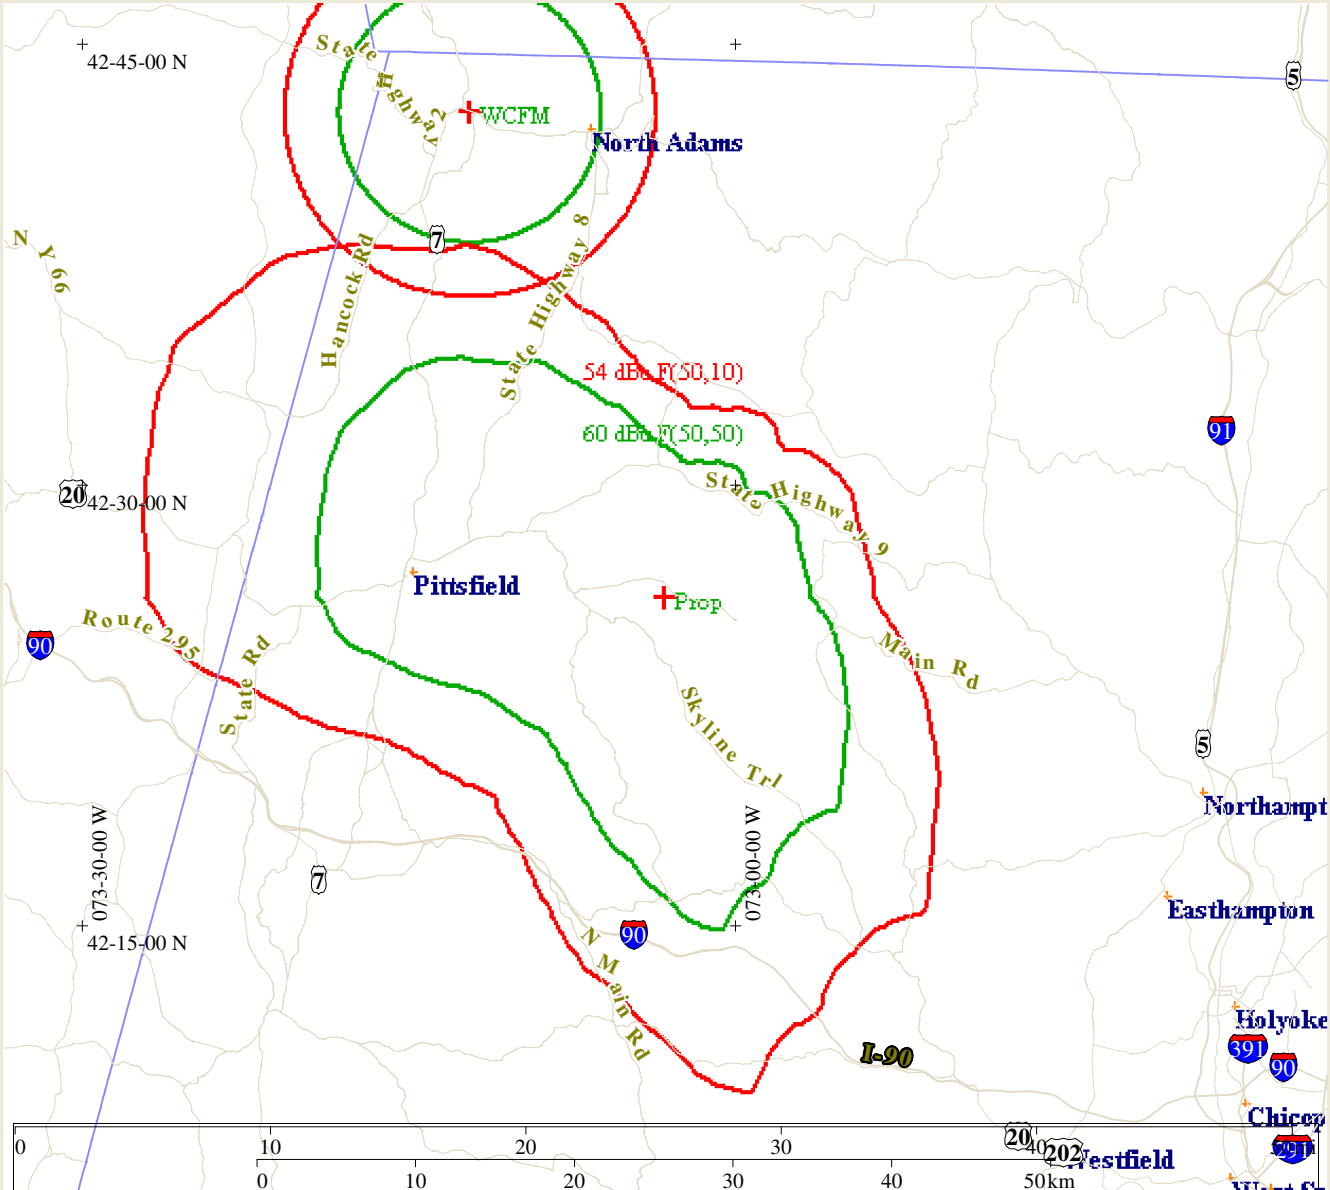 42-45-00 N
State Highway 2
5
WCFM
North Adams
N Y 66
7
Hancock Rd
State Highway 8
54 dBu F(50,10)
60 dBu F(50,50)
91
20
42-30-00 N
State Highway 9
Pittsfield
Prop
90
Route 295
State Rd
Main Rd
Skyline Trl
5
Northampt
073-30-00 W
073-00-00 W
7
Easthampton
42-15-00 N
90
N Main Rd
I-90
Holyoke
391
90
Chicop
0 10 20 30 40
20
202
Westfield
291
0 10 20 30 50km